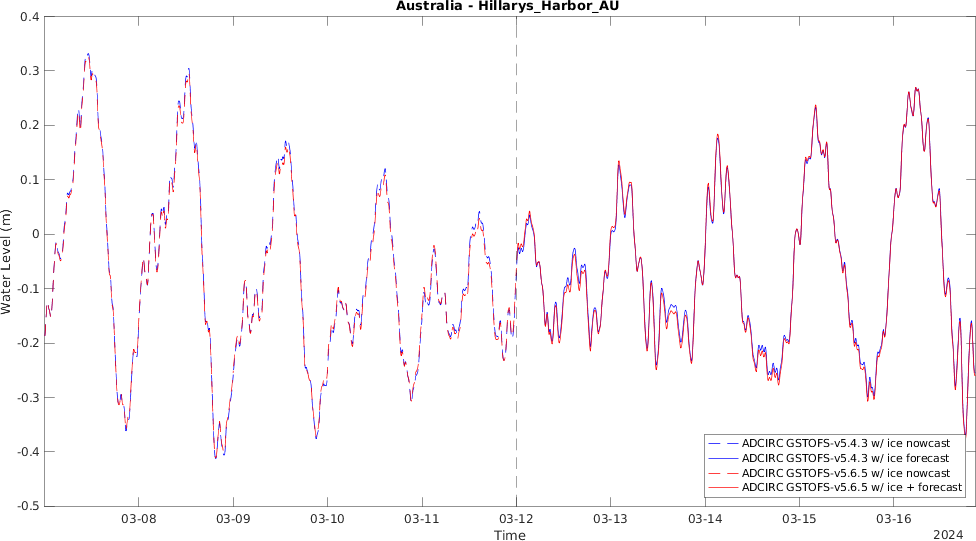 Australia - Hillarys_Harbor_AU
0.4
0.3
0.2
0.1
0
-0.1
-0.2
-0.3
-0.4
-0.5
Water Level (m)
ADCIRC GSTOFS-v5.4.3 w/ ice nowcast
ADCIRC GSTOFS-v5.4.3 w/ ice forecast
ADCIRC GSTOFS-v5.6.5 w/ ice nowcast
ADCIRC GSTOFS-v5.6.5 w/ ice + forecast
03-08 03-09 03-10 03-11 03-12 03-13 03-14 03-15 03-16
Time
2024